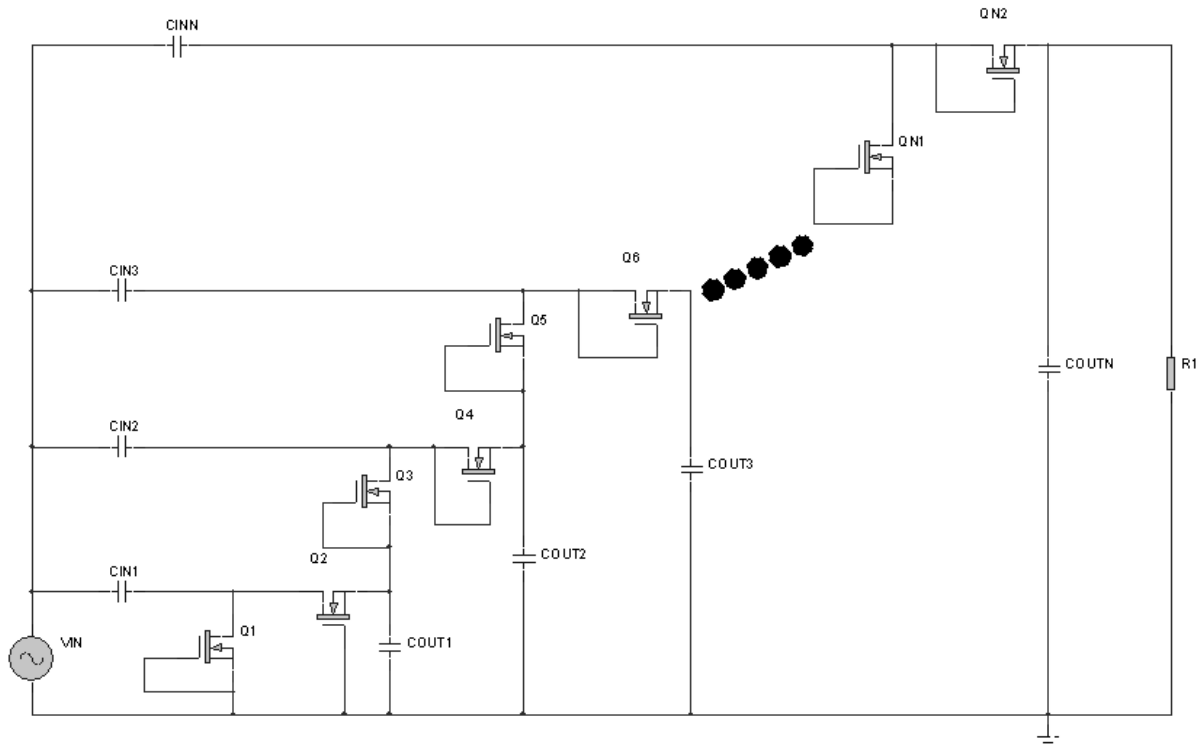 QN2
CINN
QN1
Q6
CIN3
Q5
COUTN
R1
Q4
CIN2
COUT3
Q3
Q2
COUT2
CIN1
Q1
VIN
COUT1